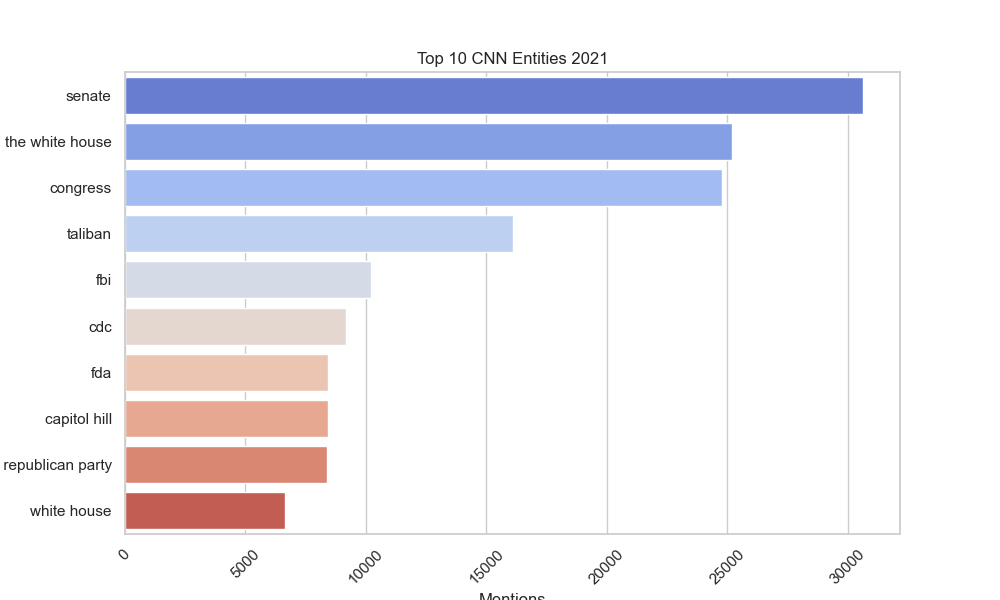 Top 10 CNN Entities 2021
senate
the white house
congress
taliban
fbi
cdc
fda
capitol hill
republican party
white house
0
5000
10000
15000
20000
25000
30000
Mentions